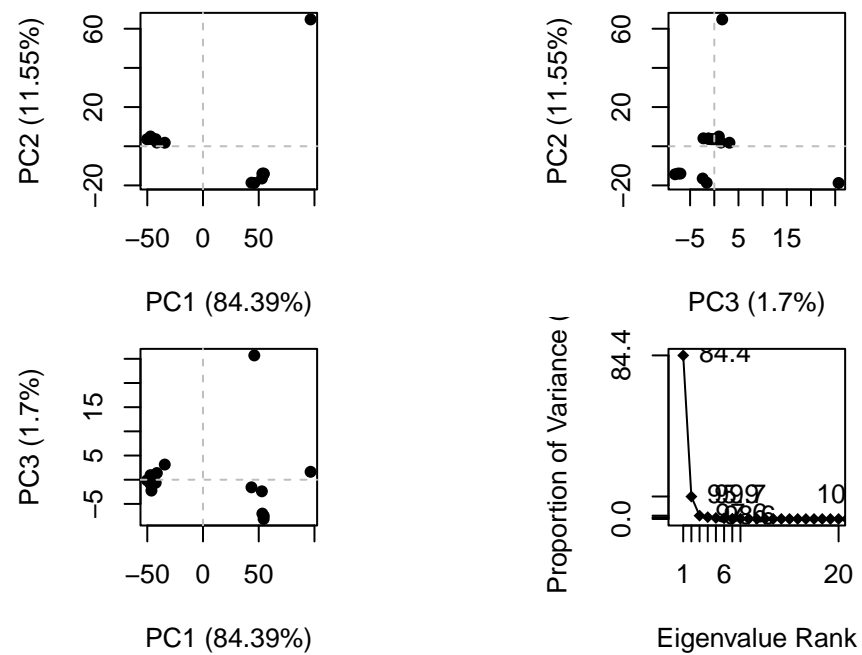 PC2 (11.55%)
60
20
−20
−50 0 50
PC1 (84.39%)
PC2 (11.55%)
60
20
−20
−5 5 15
PC3 (1.7%)
PC3 (1.7%)
15
5
−5
−50 0 50
PC1 (84.39%)
Proportion of Variance (
84.4
0.0
84.4
10
1 6 20
Eigenvalue Rank